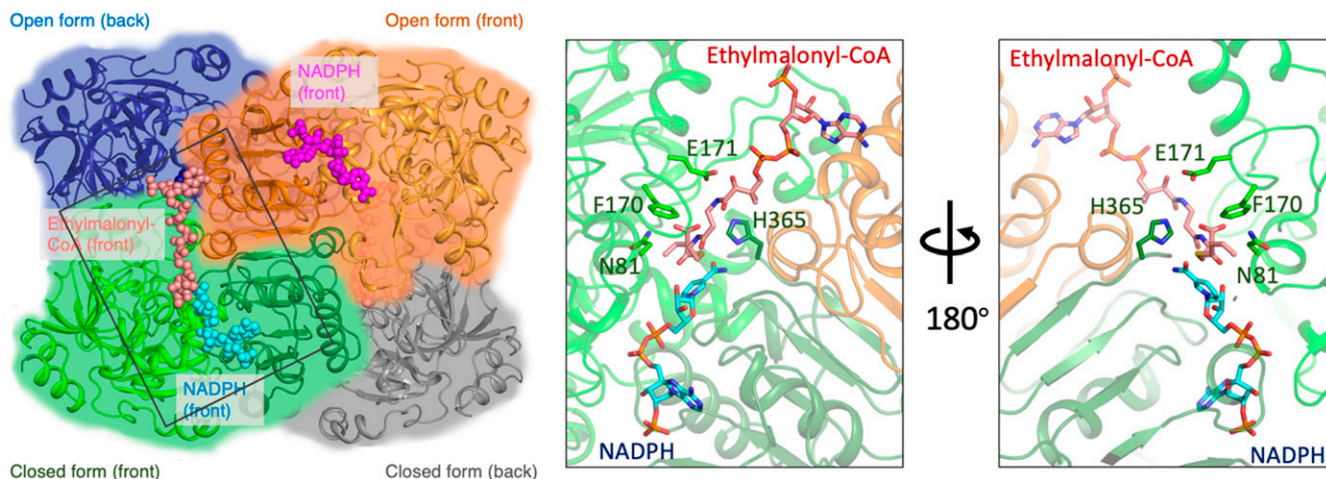 Open form (back)
Open form (front)
NADPH
(front)
Ethylmalonyl-
CoA (front)
NADPH
(front)
Closed form (front)
Closed form (back)
Ethylmalonyl-CoA
E171
F170
H365
N81
NADPH
180°
Ethylmalonyl-CoA
E171
F170
H365
N81
NADPH